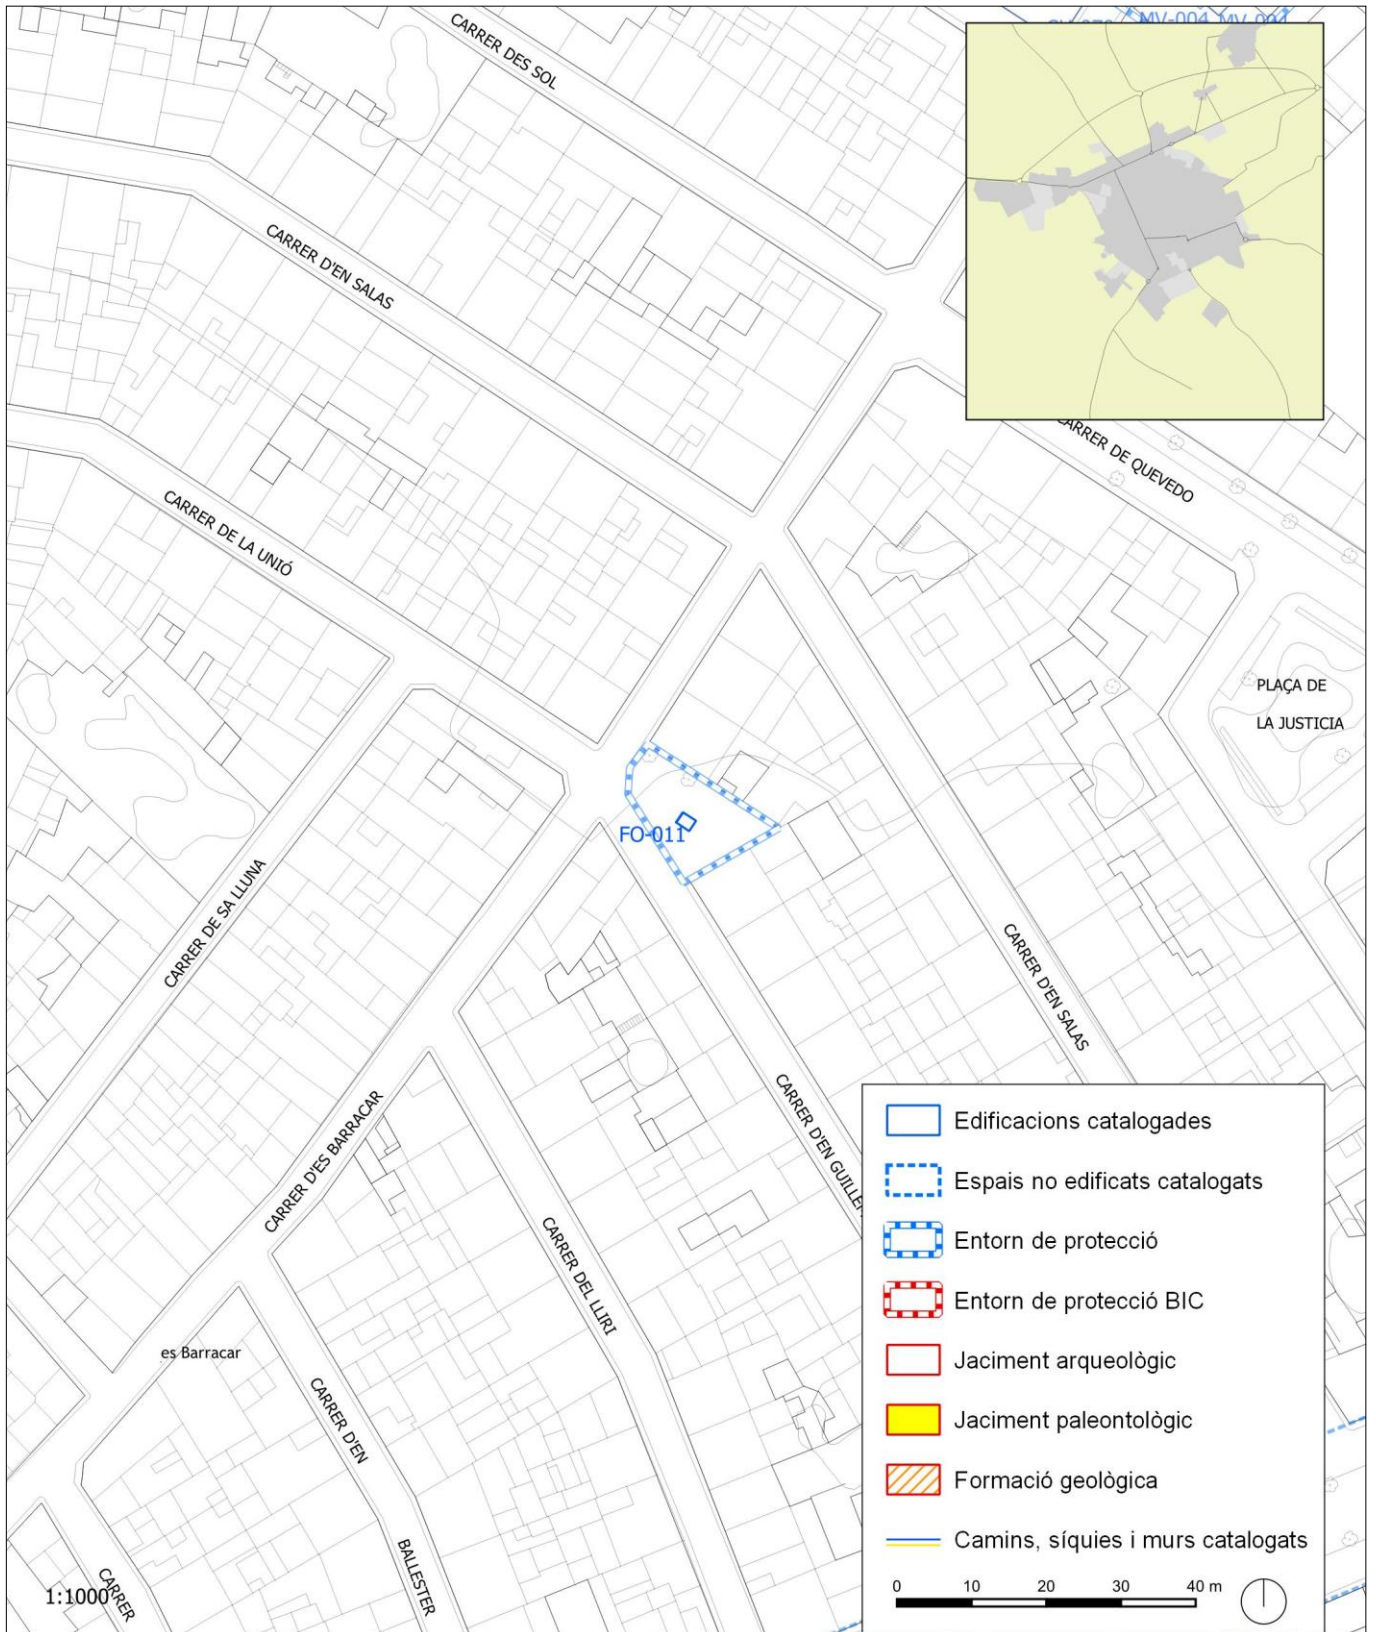 MV-004 MV-001
CARRER DES SOL
CARRER D'EN SALAS
CARRER DE QUEVEDO
CARRER DE LA UNIÓ
PLAÇA DE
LA JUSTICIA
FO-011
CARRER DE SA LLUNA
CARRER D'EN SALAS
CARRER D'ES BARRACAR
CARRER D'EN GUILLEM
CARRER DEL LLIRI
es Barracar
CARRER D'EN
BALLESTER
CARRER
1:1000
Edificacions catalogades
Espais no edificats catalogats
Entorn de protecció
Entorn de protecció BIC
Jaciment arqueològic
Jaciment paleontològic
Formació geològica
Camins, síquies i murs catalogats
0 10 20 30 40 m